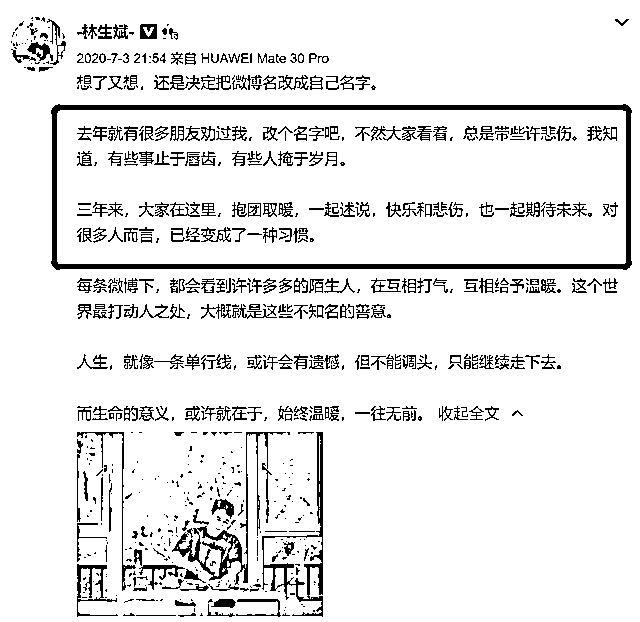 -林生斌-
2020-7-3 21:54 来自 HUAWEI Mate 30 Pro
想了又想，还是决定把微博名改成自己名字。
去年就有很多朋友劝过我，改个名字吧，不然大家看着，总是带些许悲伤。我知
道，有些事止于唇齿，有些人掩于岁月。
三年来，大家在这里，抱团取暖，一起述说，快乐和悲伤，也一起期待未来。对
很多人而言，已经变成了一种习惯。
每条微博下，都会看到许许多多的陌生人，在互相打气，互相给予温暖。这个世
界最打动人之处，大概就是这些不知名的善意。
人生，就像一条单行线，或许会有遗憾，但不能调头，只能继续走下去。
而生命的意义，或许就在于，始终温暖，一往无前。 收起全文